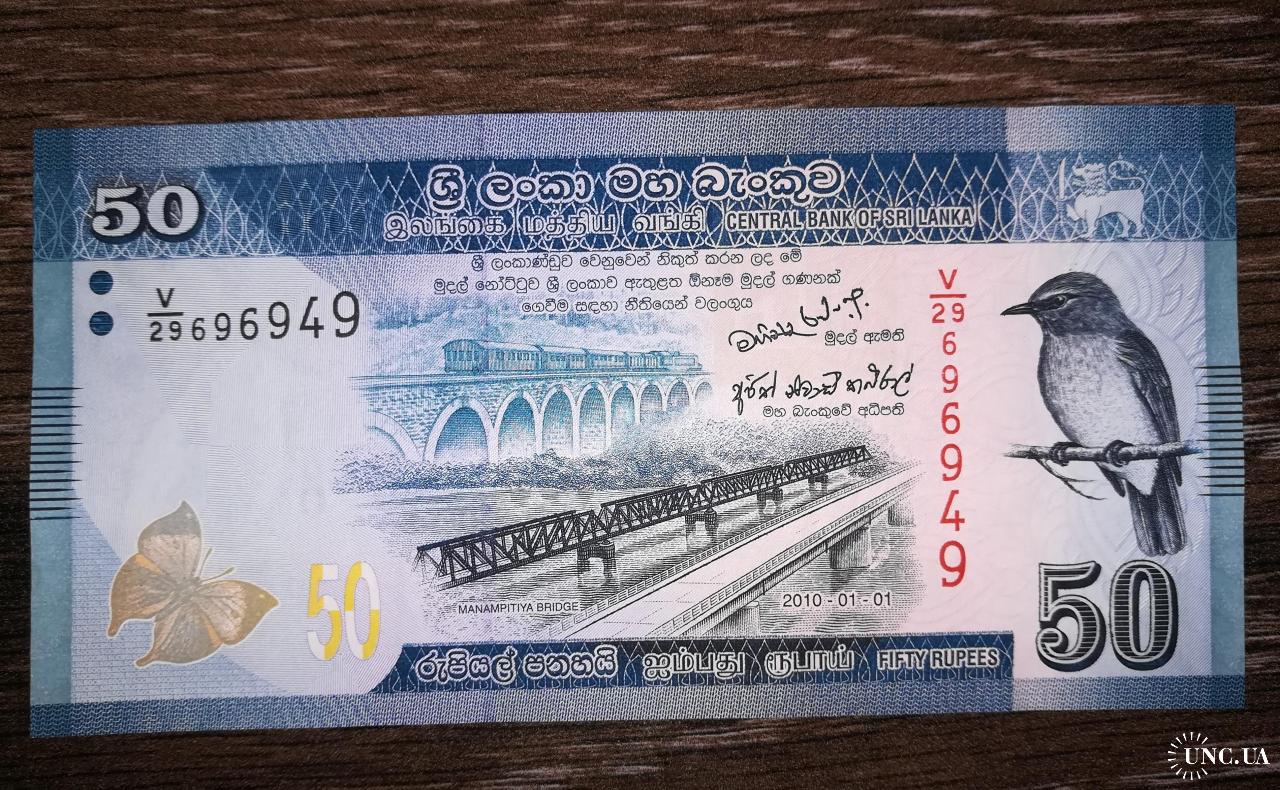 50
ශ්‍රී ලංකා මහ බැංකුව
இலங்கை மத்திய வங்கி CENTRAL BANK OF SRI LANKA
ශ්‍රී ලංකාණ්ඩුව වෙනුවෙන් නිකුත් කරන ලද මේ
මුදල් නෝට්ටුව ශ්‍රී ලංකාව ඇතුළත ඕනෑම මුදල් ගණනක්
ගෙවීම සඳහා නීතියෙන් වලංගුය
V/29 696949
මුදල් ඇමති
මහ බැංකුවේ අධිපති
V/29 696949
MANAMPITIYA BRIDGE
2010-01-01
50
50
රුපියල් පනහයි ஐம்பது ரூபாய் FIFTY RUPEES
UNC.UA